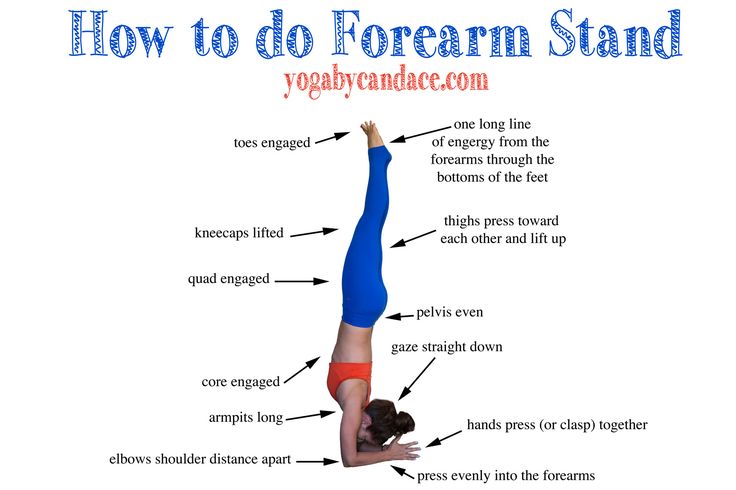 How to do Forearm Stand
yogabycandace.com
toes engaged
one long line
of engergy from the
forearms through the
bottoms of the feet
kneecaps lifted
thighs press toward
each other and lift up
quad engaged
pelvis even
gaze straight down
core engaged
armpits long
hands press (or clasp) together
elbows shoulder distance apart
press evenly into the forearms